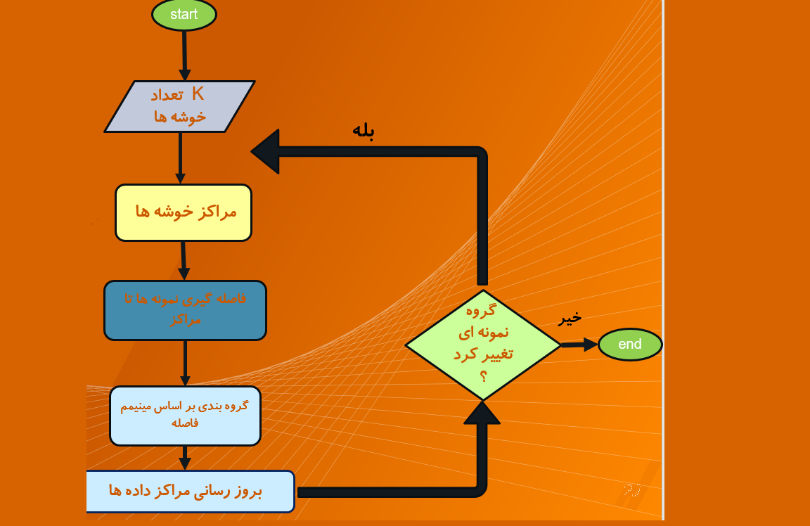 start
K تعداد
خوشه ها
بله
مراکز خوشه ها
فاصله گیری نمونه ها تا
مراکز
گروه
نمونه ای
تغییر کرد
؟
خیر
end
گروه بندی بر اساس مینیمم
فاصله
بروز رسانی مراکز داده ها